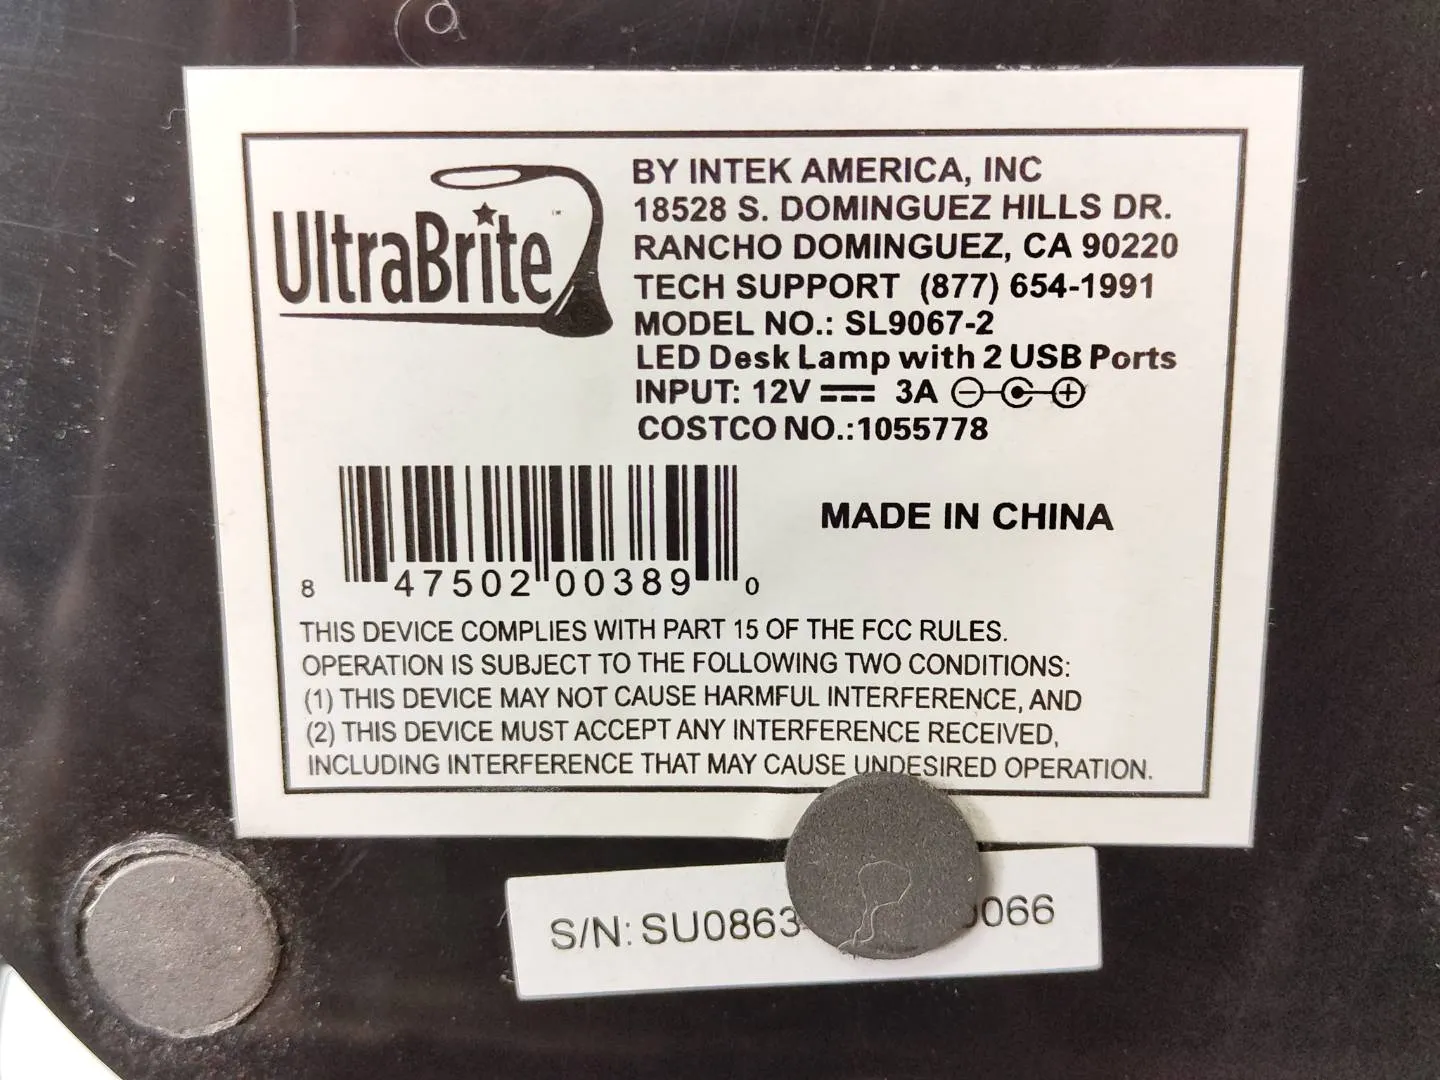 UltraBrite™
BY INTEK AMERICA, INC
18528 S. DOMINGUEZ HILLS DR.
RANCHO DOMINGUEZ, CA 90220
TECH SUPPORT (877) 654-1991
MODEL NO.: SL9067-2
LED Desk Lamp with 2 USB Ports
INPUT: 12V ⎓ 3A
COSTCO NO.:1055778
MADE IN CHINA
8 47502 00389 0
THIS DEVICE COMPLIES WITH PART 15 OF THE FCC RULES.
OPERATION IS SUBJECT TO THE FOLLOWING TWO CONDITIONS:
(1) THIS DEVICE MAY NOT CAUSE HARMFUL INTERFERENCE, AND
(2) THIS DEVICE MUST ACCEPT ANY INTERFERENCE RECEIVED,
INCLUDING INTERFERENCE THAT MAY CAUSE UNDESIRED OPERATION.
S/N: SU0863 066